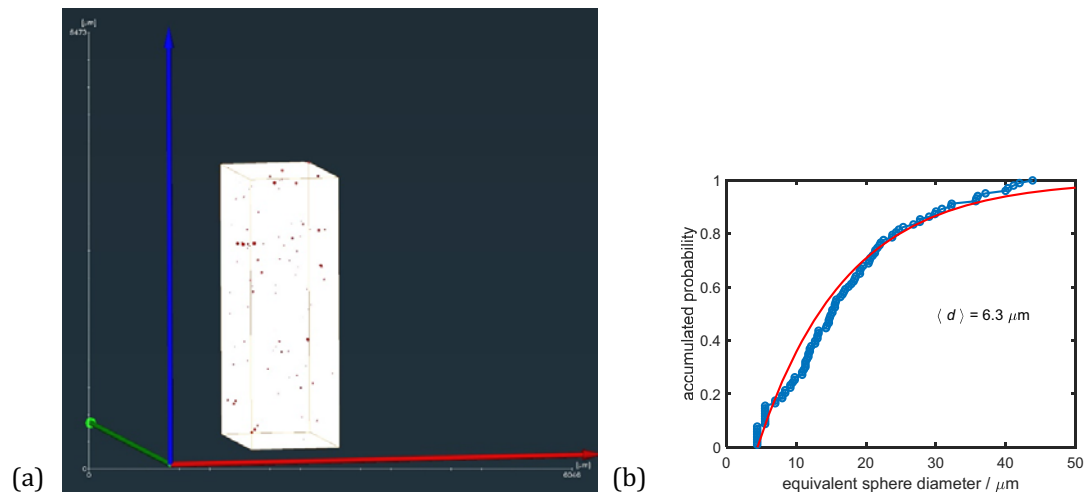 [μm]
6473
0
0
6046
[μm]
(a)
1
0.8
0.6
0.4
0.2
0
accumulated probability
⟨ d ⟩ = 6.3 μm
0 10 20 30 40 50
equivalent sphere diameter / μm
(b)